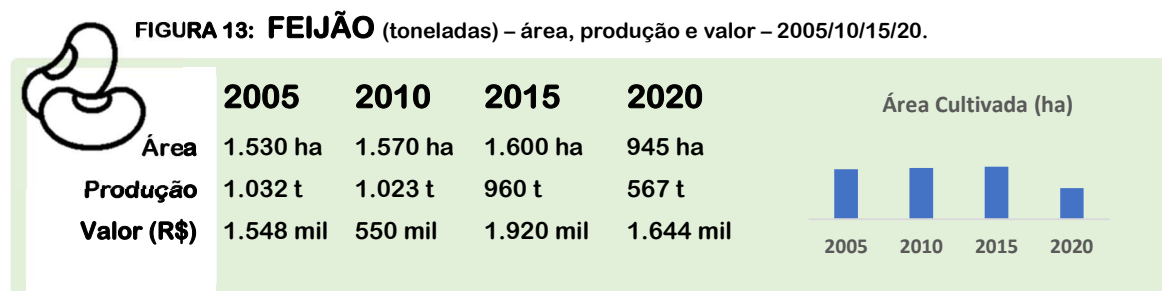 FIGURA 13: FEIJÃO (toneladas) – área, produção e valor – 2005/10/15/20.
2005 2010 2015 2020
Área 1.530 ha 1.570 ha 1.600 ha 945 ha
Produção 1.032 t 1.023 t 960 t 567 t
Valor (R$) 1.548 mil 550 mil 1.920 mil 1.644 mil
Área Cultivada (ha)
2005 2010 2015 2020